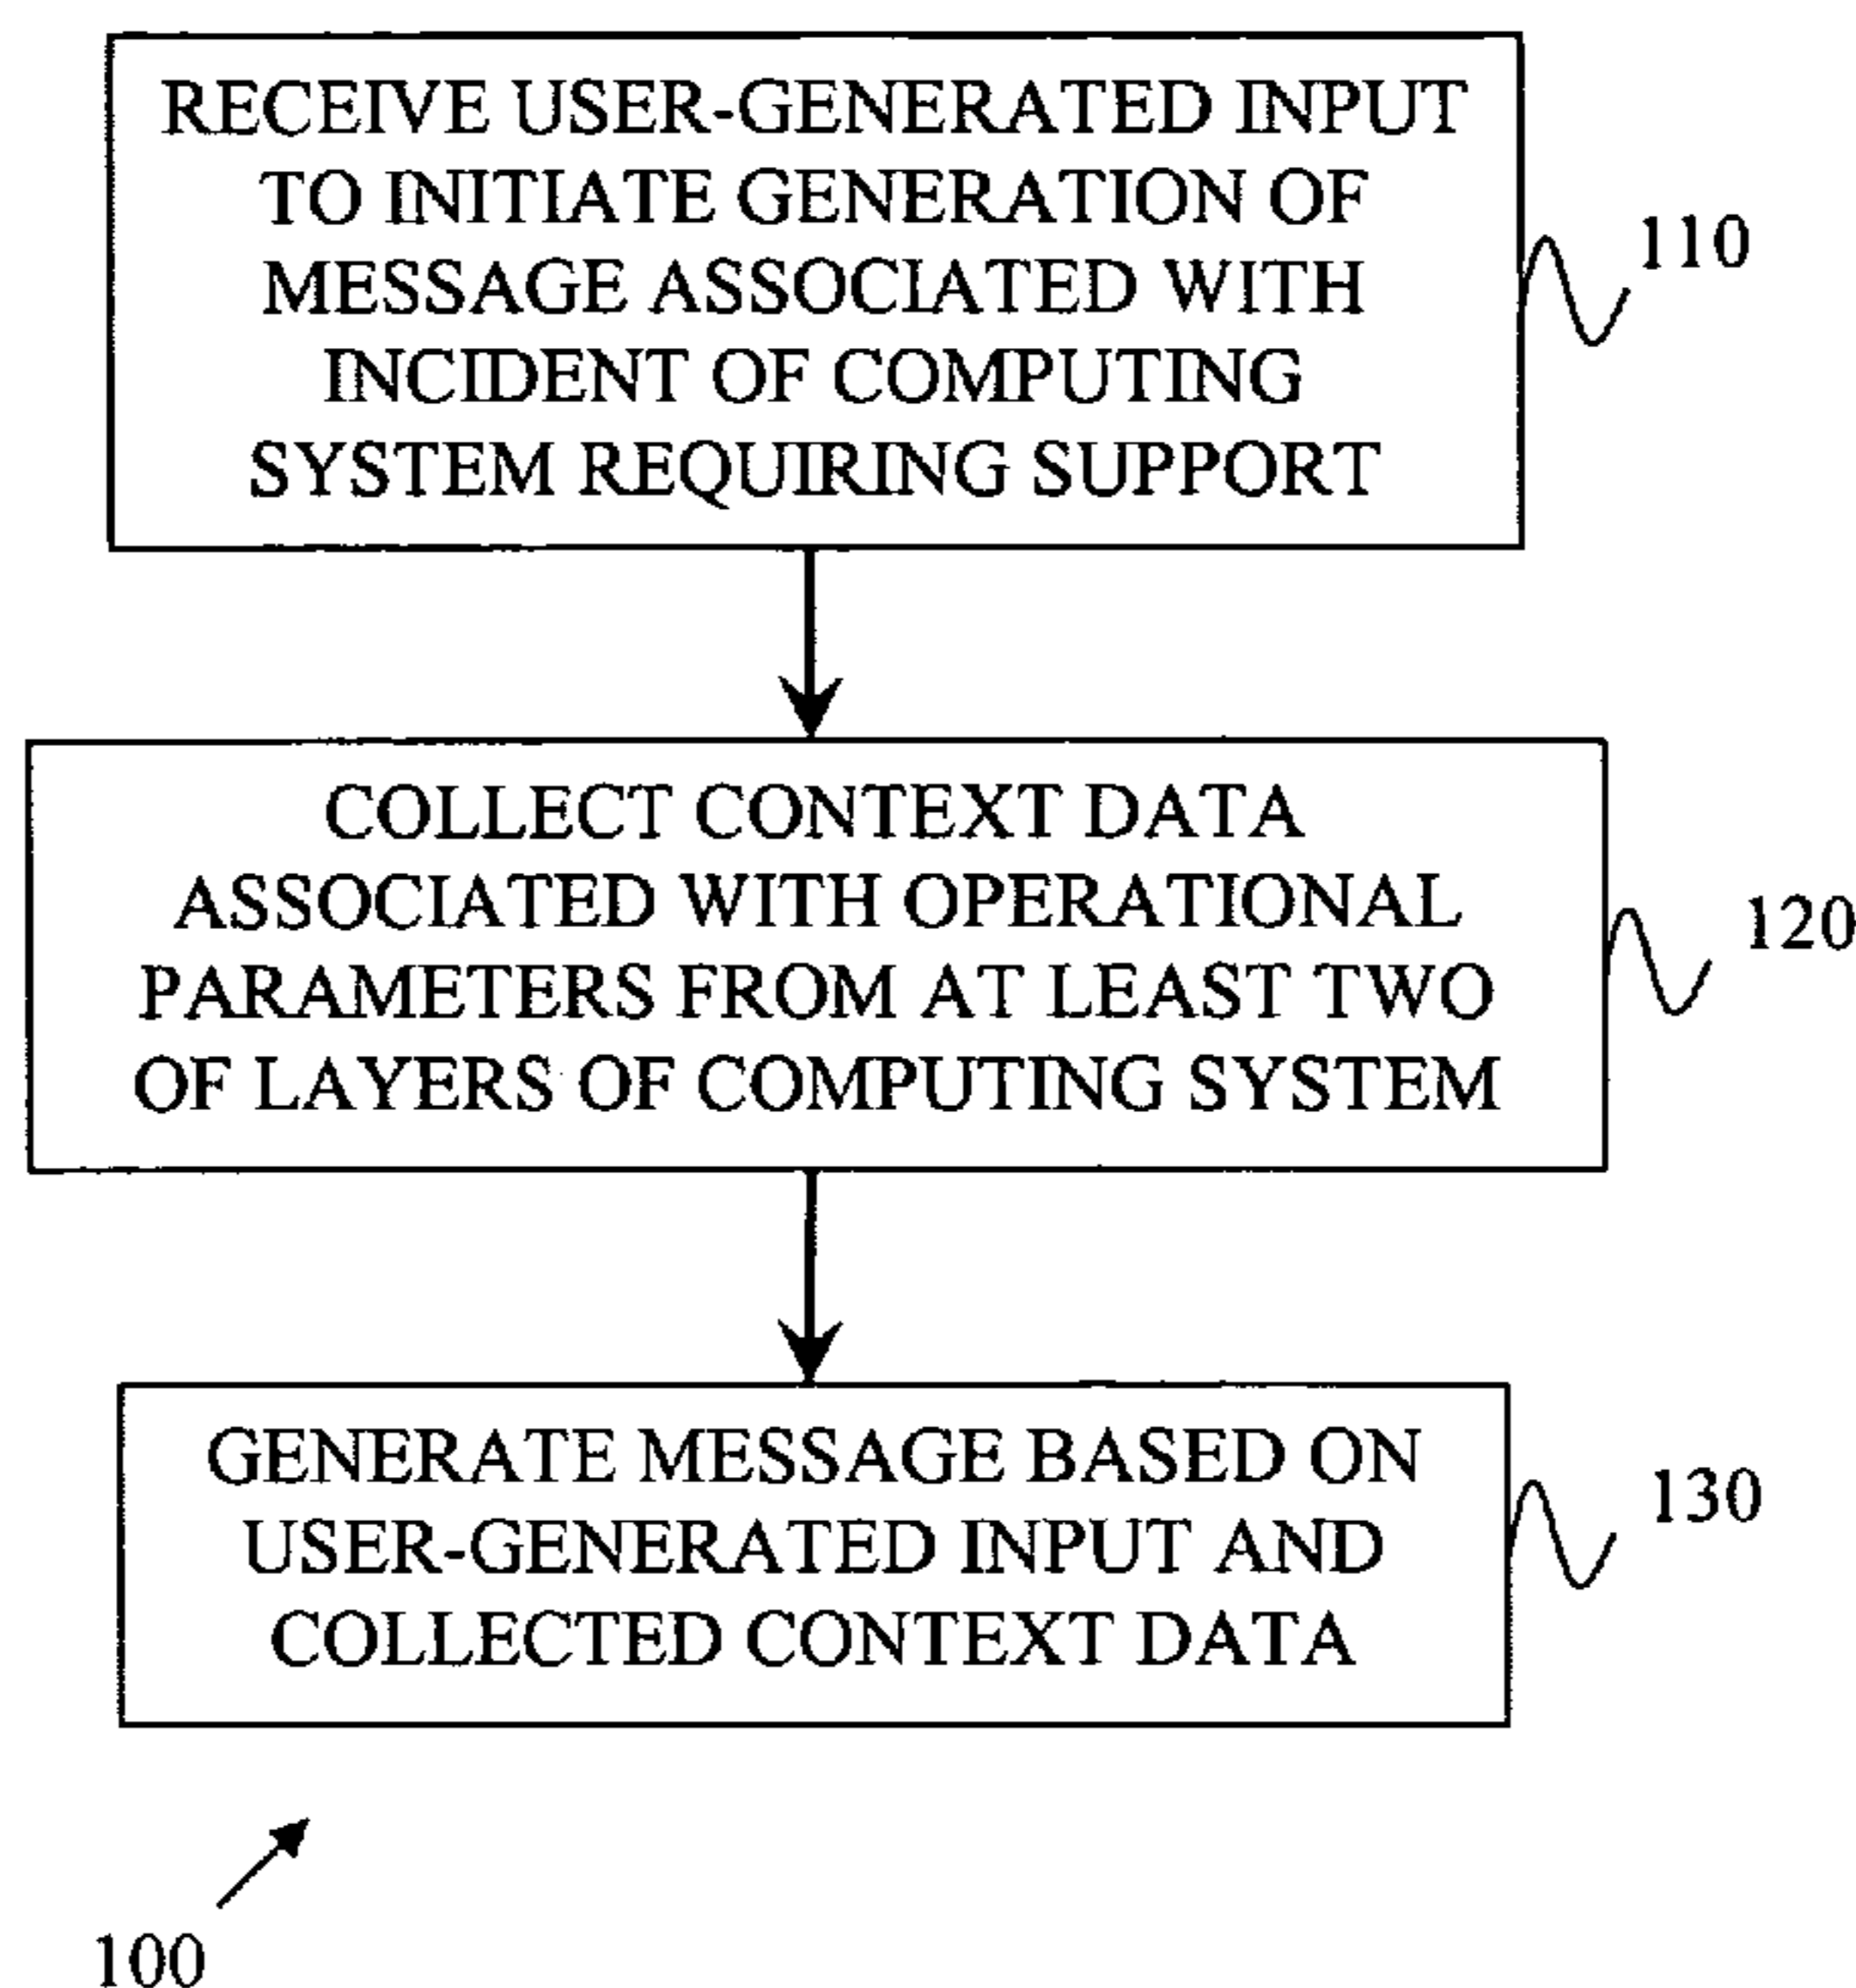 RECEIVE USER-GENERATED INPUT
TO INITIATE GENERATION OF
MESSAGE ASSOCIATED WITH
INCIDENT OF COMPUTING
SYSTEM REQUIRING SUPPORT
110
COLLECT CONTEXT DATA
ASSOCIATED WITH OPERATIONAL
PARAMETERS FROM AT LEAST TWO
OF LAYERS OF COMPUTING SYSTEM
120
GENERATE MESSAGE BASED ON
USER-GENERATED INPUT AND
COLLECTED CONTEXT DATA
130
100